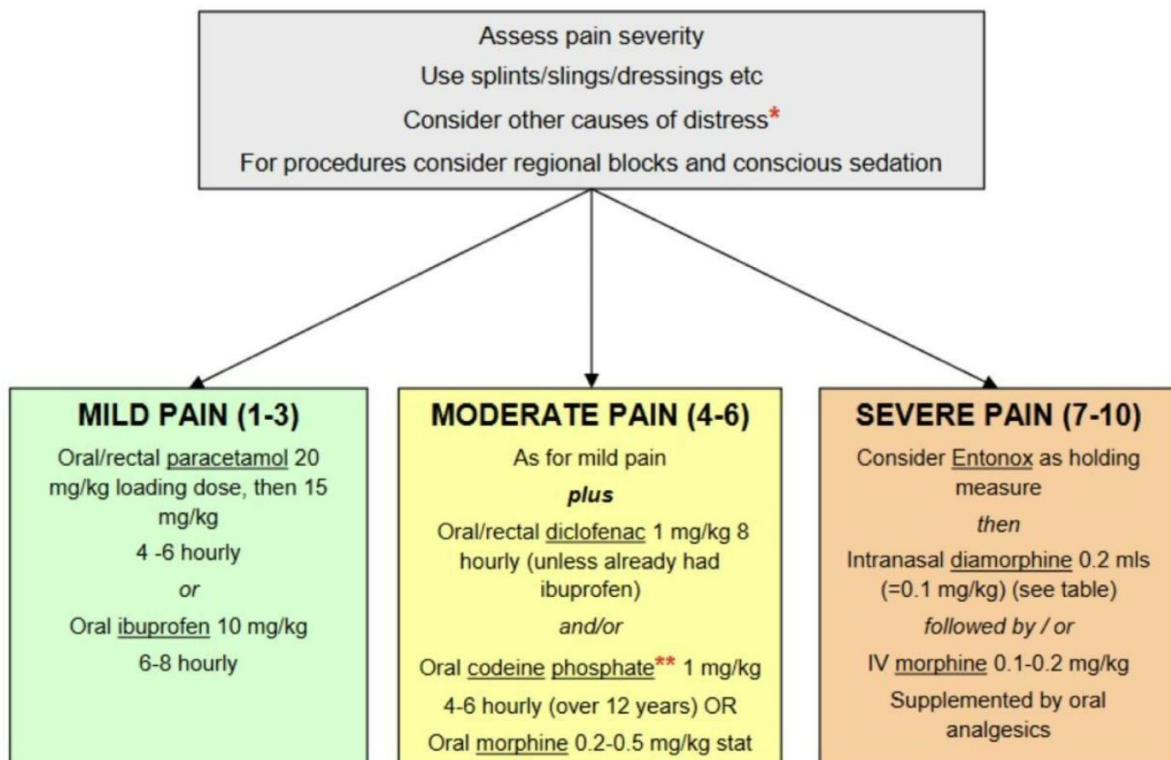 Assess pain severity
Use splints/slings/dressings etc
Consider other causes of distress*
For procedures consider regional blocks and conscious sedation
MILD PAIN (1-3)
Oral/rectal paracetamol 20
mg/kg loading dose, then 15
mg/kg
4 -6 hourly
or
Oral ibuprofen 10 mg/kg
6-8 hourly
MODERATE PAIN (4-6)
As for mild pain
plus
Oral/rectal diclofenac 1 mg/kg 8
hourly (unless already had
ibuprofen)
and/or
Oral codeine phosphate** 1 mg/kg
4-6 hourly (over 12 years) OR
Oral morphine 0.2-0.5 mg/kg stat
SEVERE PAIN (7-10)
Consider Entonox as holding
measure
then
Intranasal diamorphine 0.2 mls
(=0.1 mg/kg) (see table)
followed by / or
IV morphine 0.1-0.2 mg/kg
Supplemented by oral
analgesics